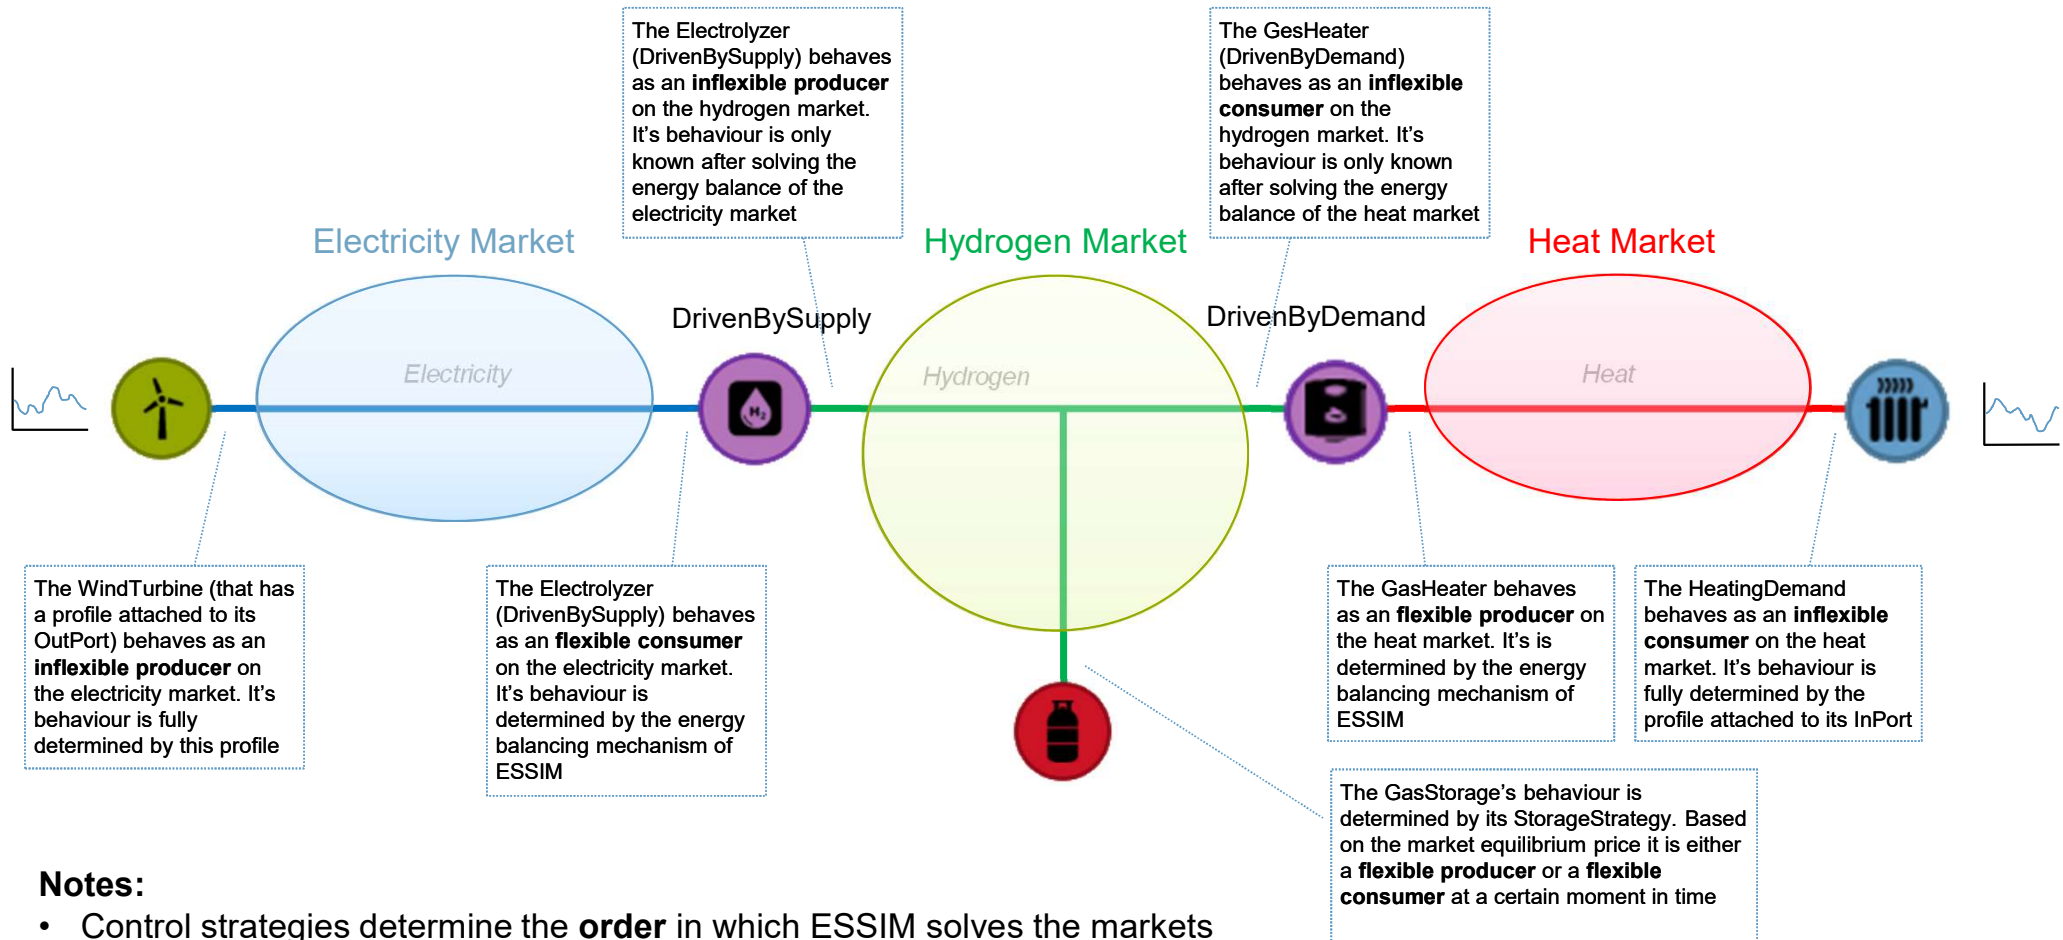 The Electrolyzer
(DrivenBySupply) behaves
as an inflexible producer
on the hydrogen market.
It’s behaviour is only
known after solving the
energy balance of the
electricity market
The GesHeater
(DrivenByDemand)
behaves as an inflexible
consumer on the
hydrogen market. It’s
behaviour is only known
after solving the energy
balance of the heat market
Electricity Market
Hydrogen Market
Heat Market
DrivenBySupply
DrivenByDemand
Electricity
Hydrogen
Heat
H2
The WindTurbine (that has
a profile attached to its
OutPort) behaves as an
inflexible producer on
the electricity market. It’s
behaviour is fully
determined by this profile
The Electrolyzer
(DrivenBySupply) behaves
as an flexible consumer
on the electricity market.
It’s behaviour is
determined by the energy
balancing mechanism of
ESSIM
The GasHeater behaves
as an flexible producer on
the heat market. It’s is
determined by the energy
balancing mechanism of
ESSIM
The HeatingDemand
behaves as an inflexible
consumer on the heat
market. It’s behaviour is
fully determined by the
profile attached to its InPort
The GasStorage’s behaviour is
determined by its StorageStrategy. Based
on the market equilibrium price it is either
a flexible producer or a flexible
consumer at a certain moment in time
Notes:
• Control strategies determine the order in which ESSIM solves the markets